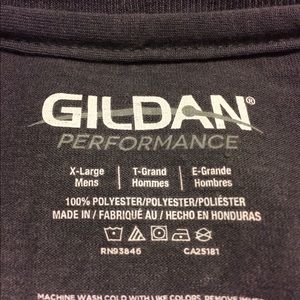 GILDAN®
PERFORMANCE
X-Large | T-Grand | E-Grande
Mens | Hommes | Hombres
100% POLYESTER/POLYESTER/POLIÉSTER
MADE IN / FABRIQUÉ AU / HECHO EN HONDURAS
RN93846 CA25181
MACHINE WASH COLD WITH LIKE COLORS. REMOVE